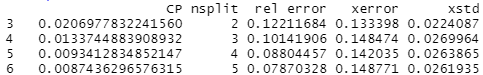 CP nsplit rel error xerror xstd
3 0.0206977832241560 2 0.12211684 0.133398 0.0224087
4 0.0133744883908932 3 0.10141906 0.148474 0.0269964
5 0.0093412834852147 4 0.08804457 0.142035 0.0263865
6 0.0087436296576315 5 0.07870328 0.148771 0.0261935